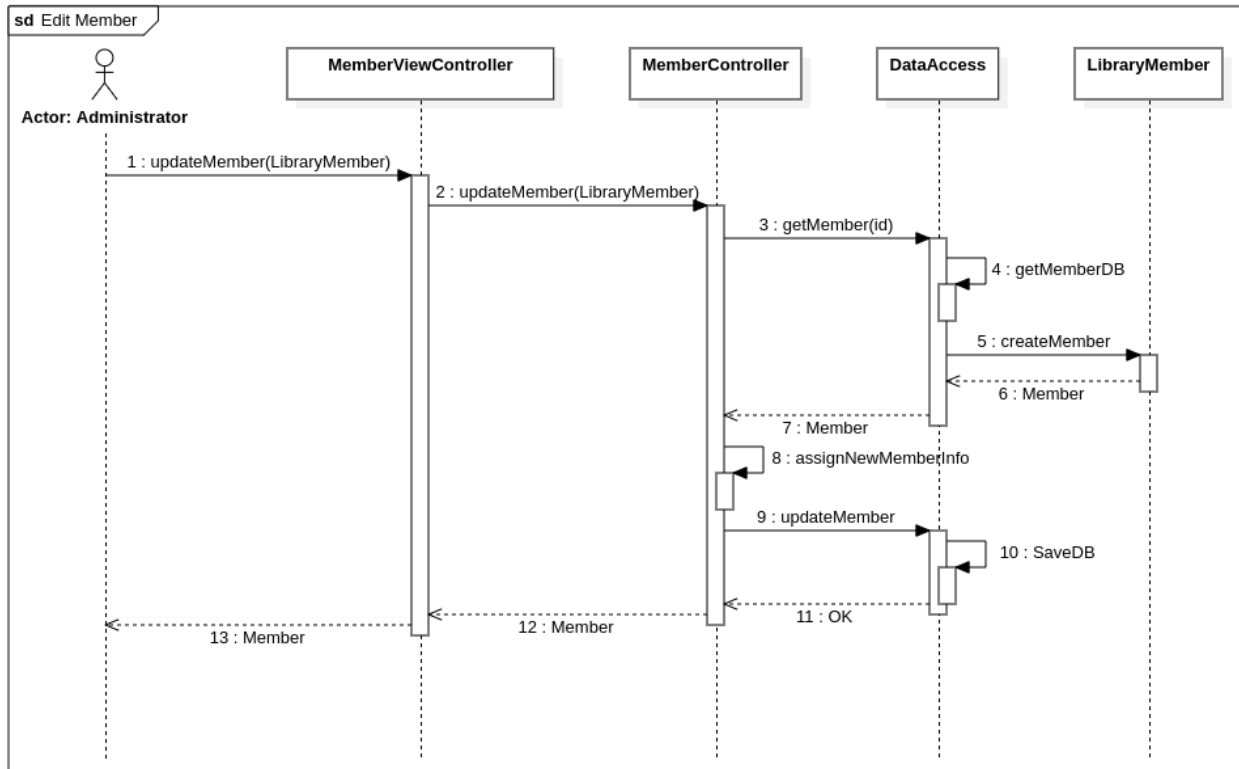 sd Edit Member
MemberViewController
MemberController
DataAccess
LibraryMember
Actor: Administrator
1 : updateMember(LibraryMember)
2 : updateMember(LibraryMember)
3 : getMember(id)
4 : getMemberDB
5 : createMember
6 : Member
7 : Member
8 : assignNewMemberInfo
9 : updateMember
10 : SaveDB
11 : OK
12 : Member
13 : Member